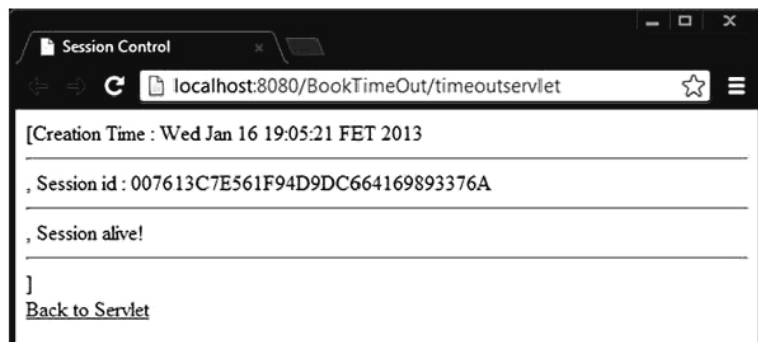 Session Control
localhost:8080/BookTimeOut/timeoutservlet
[Creation Time : Wed Jan 16 19:05:21 FET 2013
, Session id : 007613C7E561F94D9DC664169893376A
, Session alive!
]
Back to Servlet